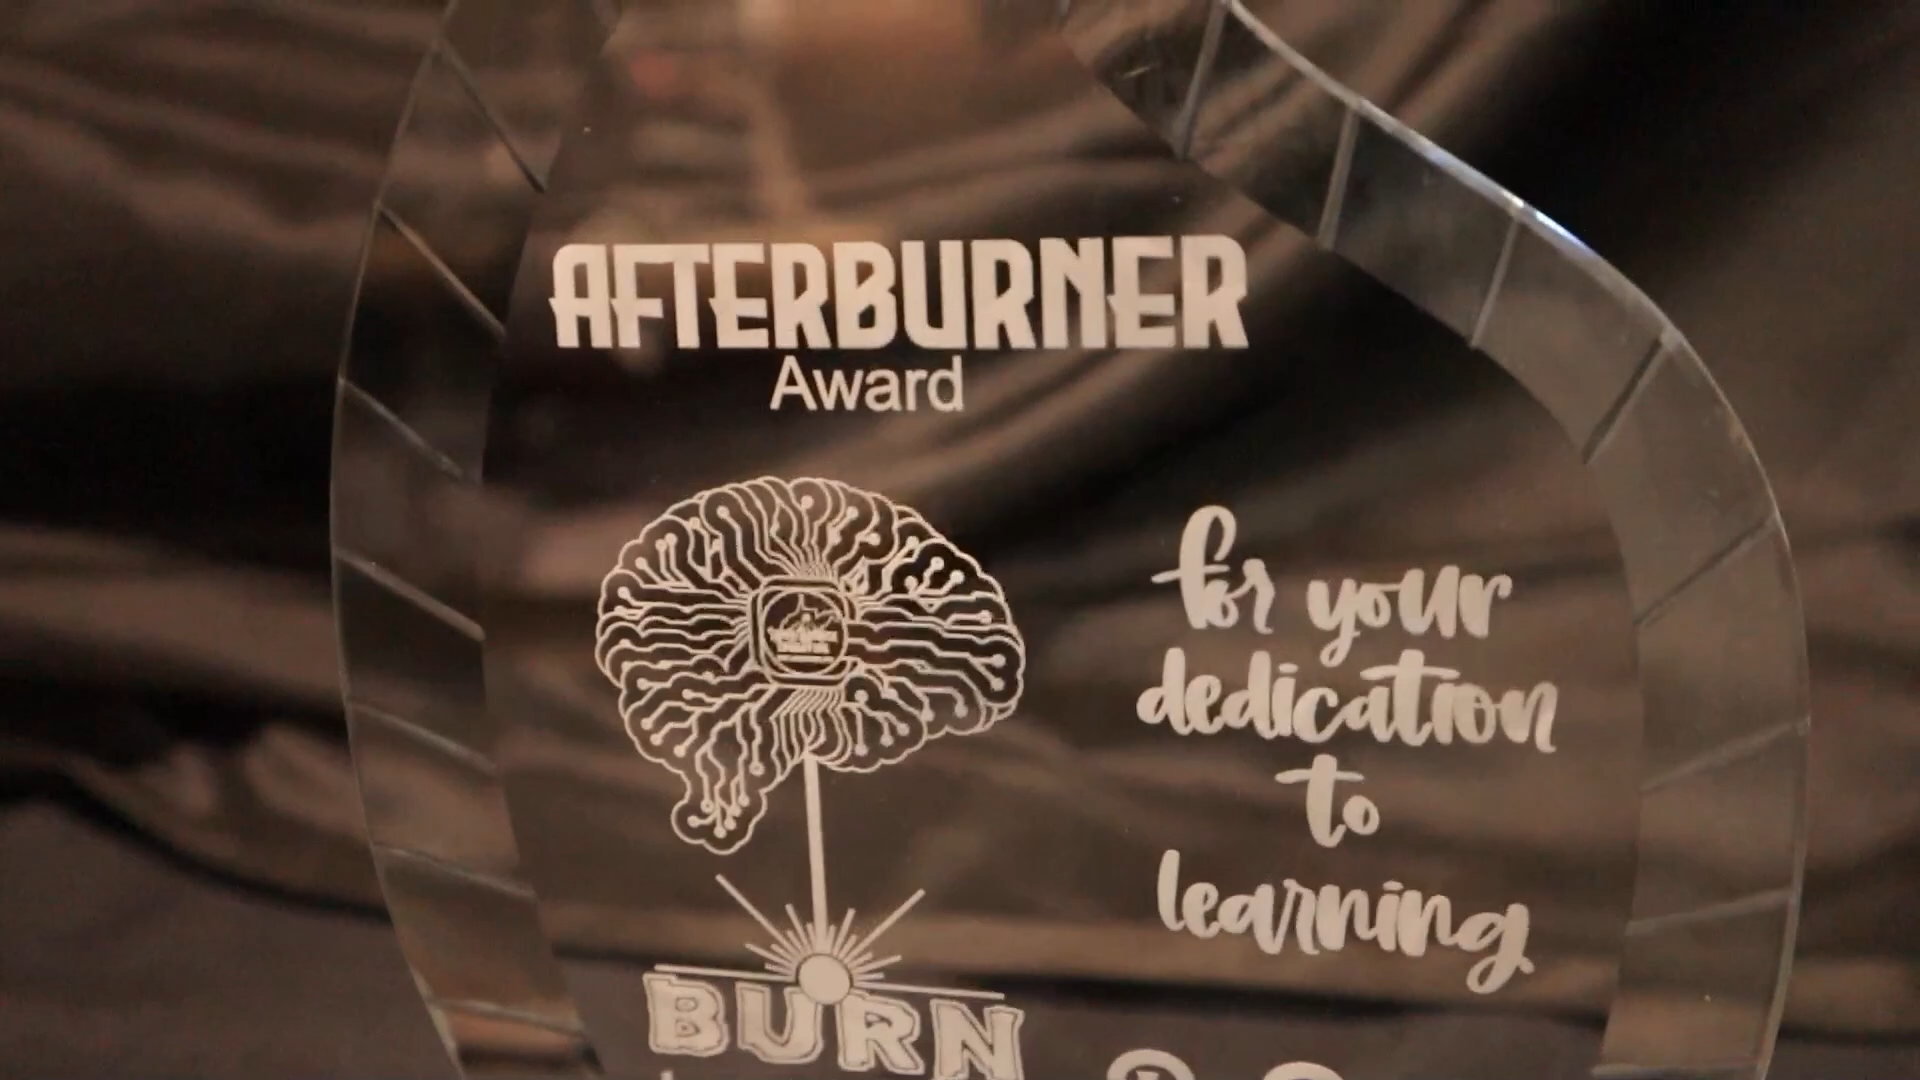 AFTERBURNER
Award
for your
dedication
to
learning
BURN